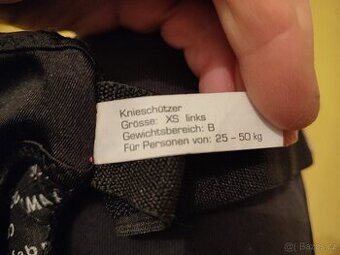 Knieschützer
Grösse: XS links
Gewichtsbereich: B
Für Personen von: 25 – 50 kg